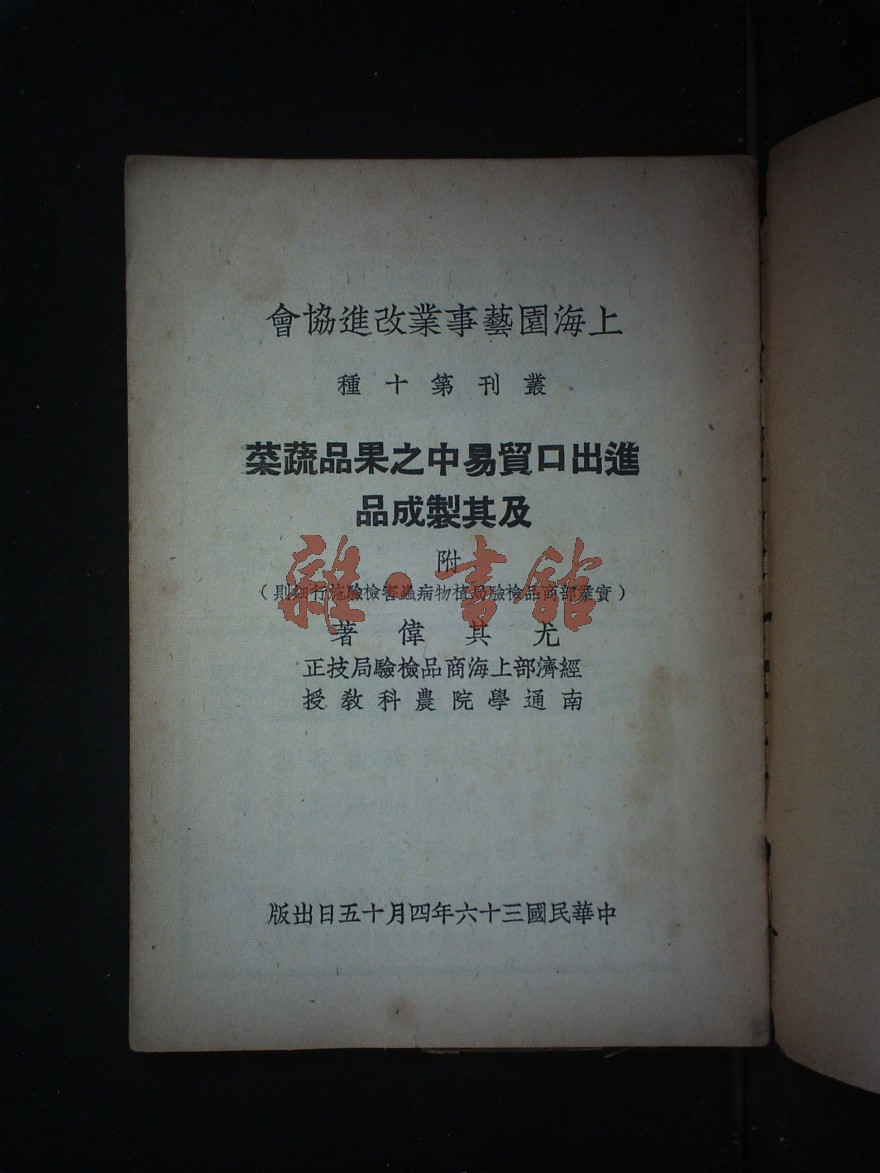 上海園藝事業改進協會
叢刊第十種
進出口貿易中之果品蔬菜
及其製成品
附
（實業部商品檢驗局植物病蟲害檢驗施行細則）
尤其偉著
經濟部上海商品檢驗局技正
南通學院農科教授
中華民國三十六年四月十五日出版
雜·書館